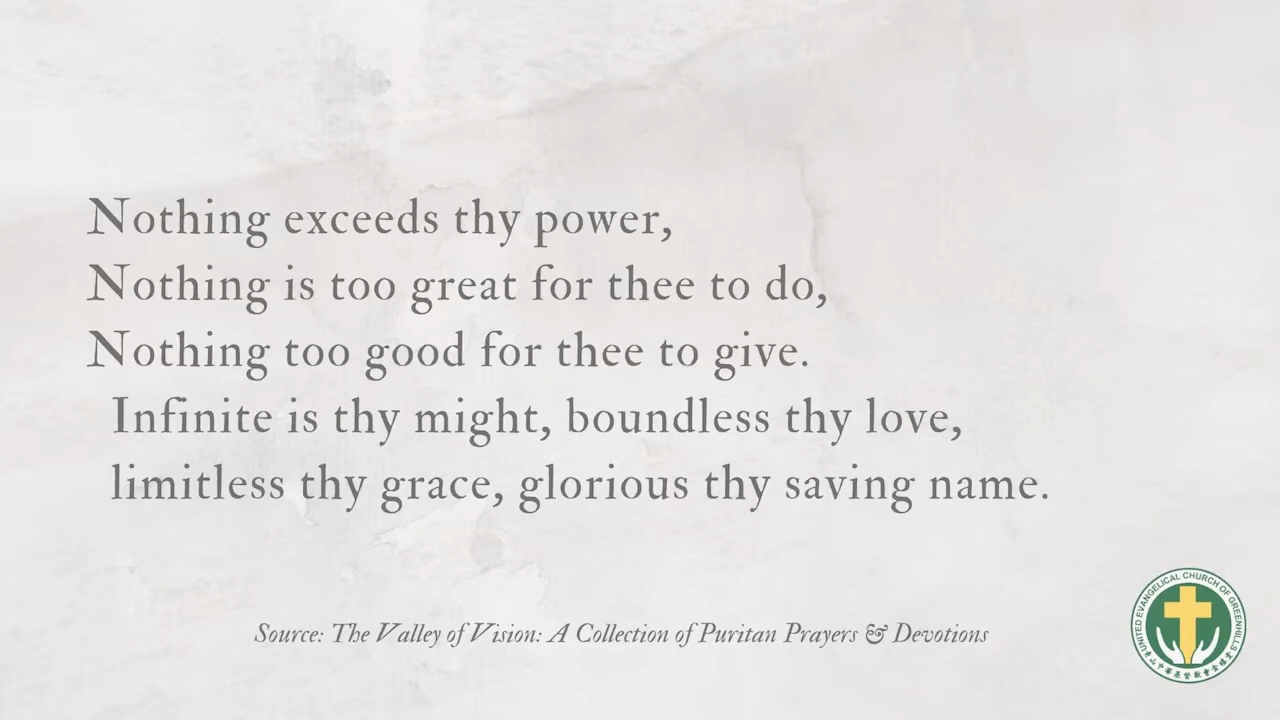 Nothing exceeds thy power,
Nothing is too great for thee to do,
Nothing too good for thee to give.
Infinite is thy might, boundless thy love,
limitless thy grace, glorious thy saving name.
Source: The Valley of Vision: A Collection of Puritan Prayers & Devotions
UNITED EVANGELICAL CHURCH OF GREENHILLS